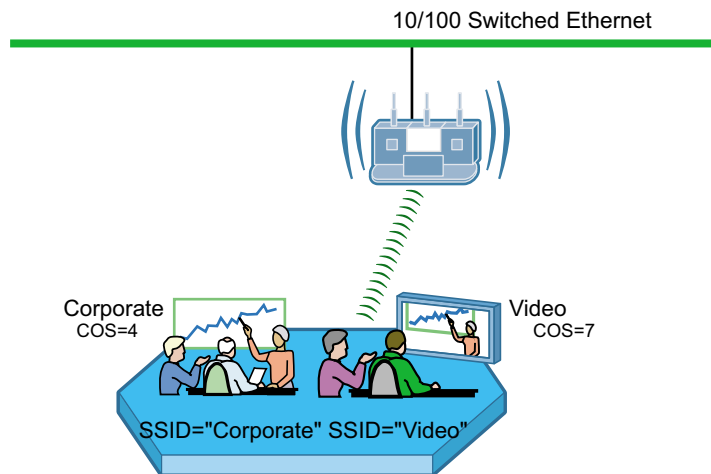 10/100 Switched Ethernet
Corporate
COS=4
Video
COS=7
SSID="Corporate" SSID="Video"